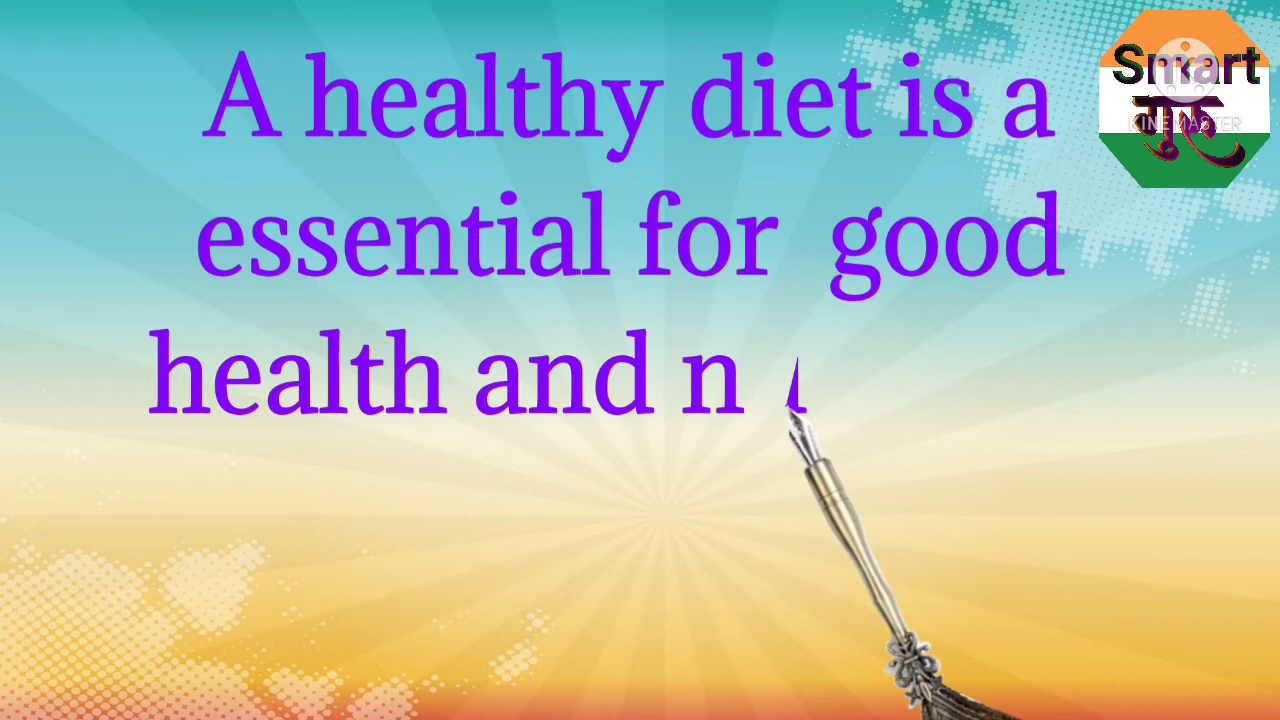 A healthy diet is a
essential for good
health and n
Smart
KINEMASTER